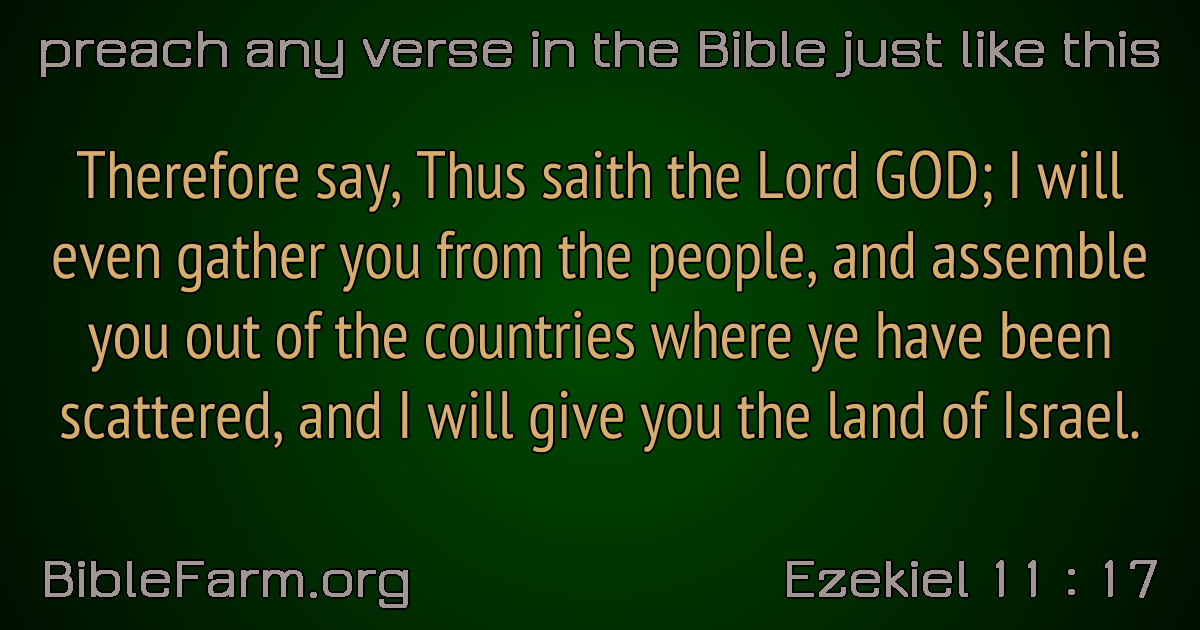 preach any verse in the Bible just like this
Therefore say, Thus saith the Lord GOD; I will
even gather you from the people, and assemble
you out of the countries where ye have been
scattered, and I will give you the land of Israel.
BibleFarm.org
Ezekiel 11 : 17